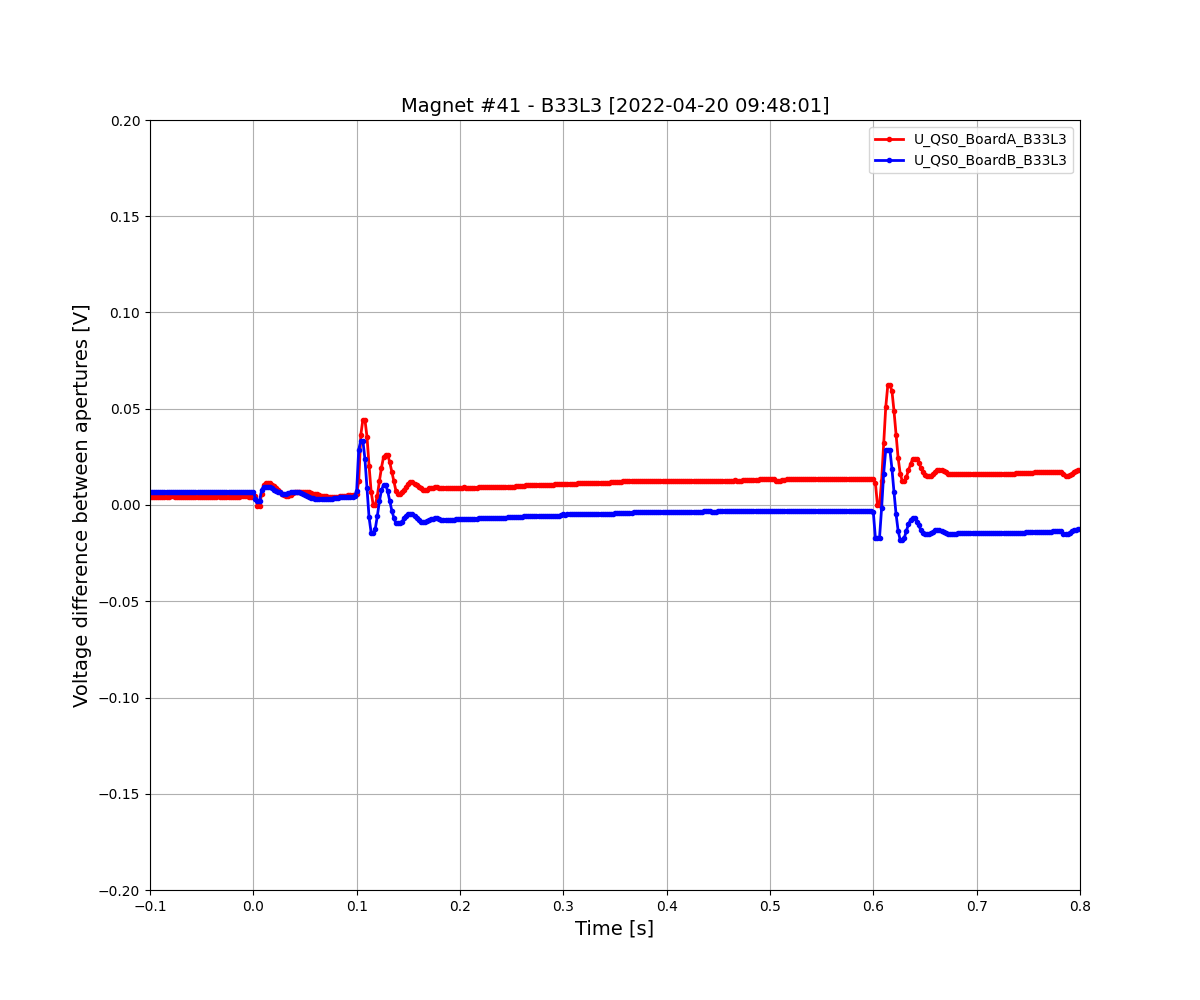 Magnet #41 - B33L3 [2022-04-20 09:48:01]
U_QS0_BoardA_B33L3
U_QS0_BoardB_B33L3
Voltage difference between apertures [V]
0.20
0.15
0.10
0.05
0.00
−0.05
−0.10
−0.15
−0.20
−0.1 0.0 0.1 0.2 0.3 0.4 0.5 0.6 0.7 0.8
Time [s]